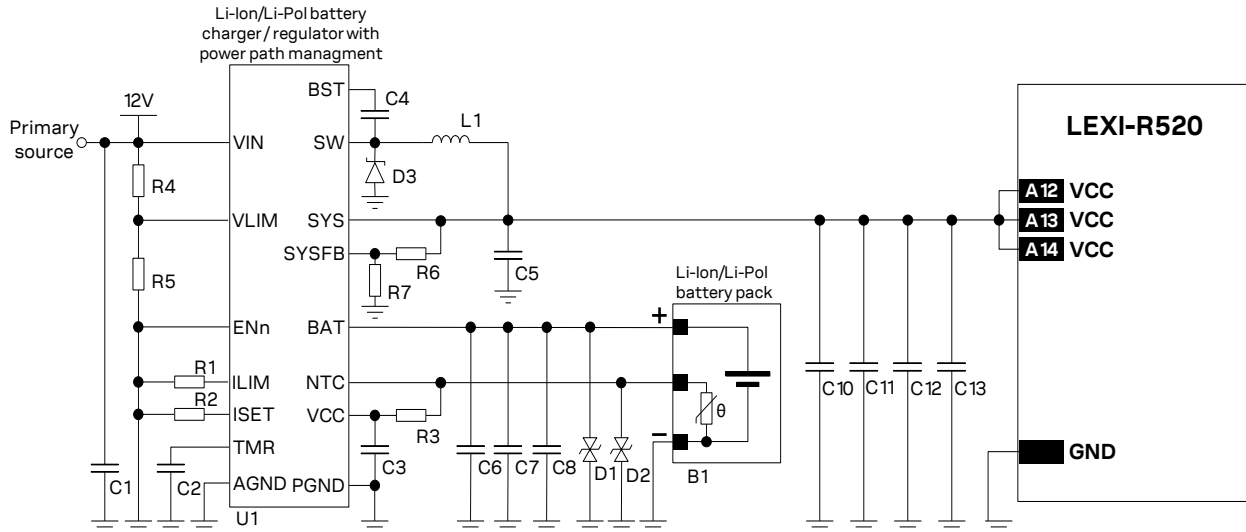 Li-Ion/Li-Pol battery
charger / regulator with
power path managment
12V
Primary
source
R4
R5
R1
R2
C1
C2
VIN
VLIM
ENn
ILIM
ISET
TMR
AGND
BST
SW
SYS
SYSFB
BAT
NTC
VCC
PGND
U1
C4
L1
D3
R6
R7
C5
R3
C3
C6
C7
C8
D1
D2
Li-Ion/Li-Pol
battery pack
+
θ
–
B1
C10
C11
C12
C13
LEXI-R520
A12 VCC
A13 VCC
A14 VCC
GND